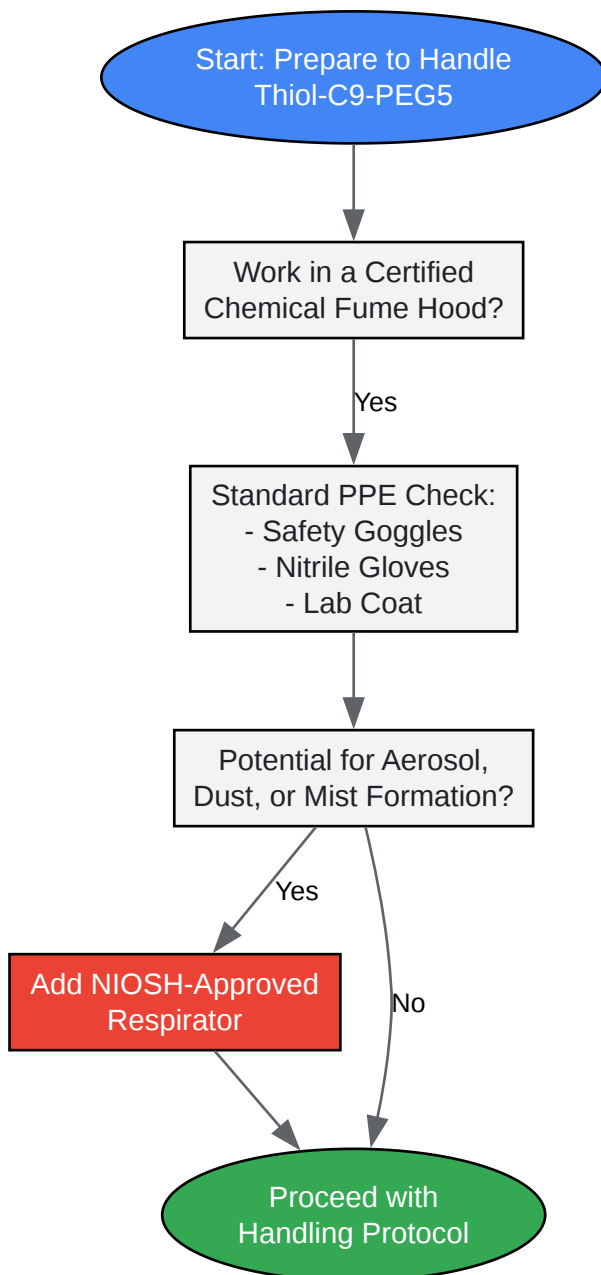 Start: Prepare to Handle
Thiol-C9-PEG5
Work in a Certified
Chemical Fume Hood?
Yes
Standard PPE Check:
- Safety Goggles
- Nitrile Gloves
- Lab Coat
Potential for Aerosol,
Dust, or Mist Formation?
Yes
Add NIOSH-Approved
Respirator
No
Proceed with
Handling Protocol